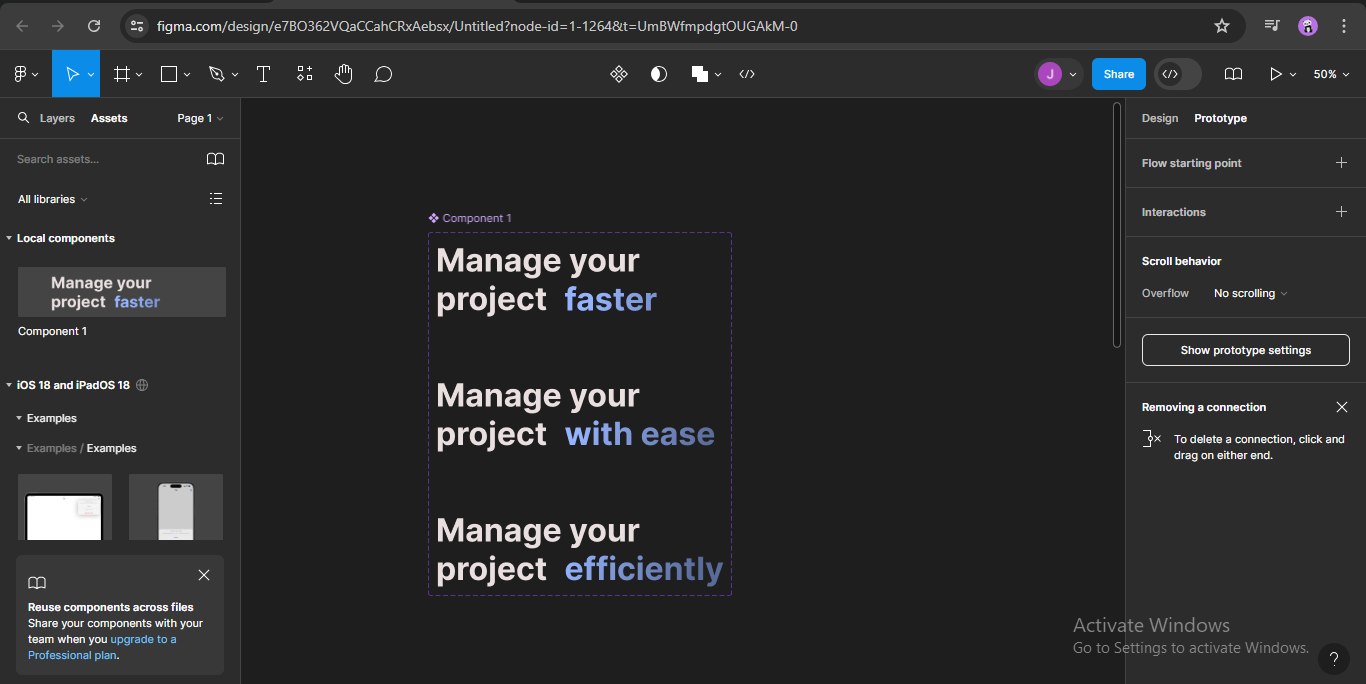 figma.com/design/e7BO362VQaCCahCRxAebsx/Untitled?node-id=1-1264&t=UmBWfmpdgtOUGAkM-0
J
Share
50%
Layers
Assets
Page 1
Search assets...
All libraries
Local components
Manage your
project faster
Component 1
iOS 18 and iPadOS 18
Examples
Examples / Examples
Reuse components across files
Share your components with your
team when you upgrade to a
Professional plan.
Component 1
Manage your
project faster
Manage your
project with ease
Manage your
project efficiently
Design
Prototype
Flow starting point
Interactions
Scroll behavior
Overflow
No scrolling
Show prototype settings
Removing a connection
To delete a connection, click and
drag on either end.
Activate Windows
Go to Settings to activate Windows.
?